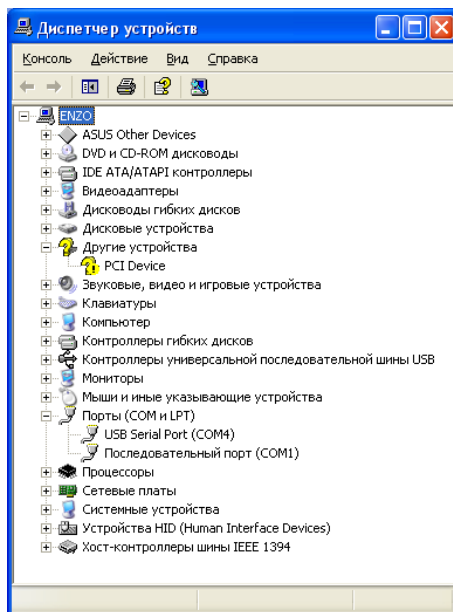 Диспетчер устройств
Консоль Действие Вид Справка
ENZO
ASUS Other Devices
DVD и CD-ROM дисководы
IDE ATA/ATAPI контроллеры
Видеоадаптеры
Дисководы гибких дисков
Дисковые устройства
Другие устройства
PCI Device
Звуковые, видео и игровые устройства
Клавиатуры
Компьютер
Контроллеры гибких дисков
Контроллеры универсальной последовательной шины USB
Мониторы
Мыши и иные указывающие устройства
Порты (COM и LPT)
USB Serial Port (COM4)
Последовательный порт (COM1)
Процессоры
Сетевые платы
Системные устройства
Устройства HID (Human Interface Devices)
Хост-контроллеры шины IEEE 1394